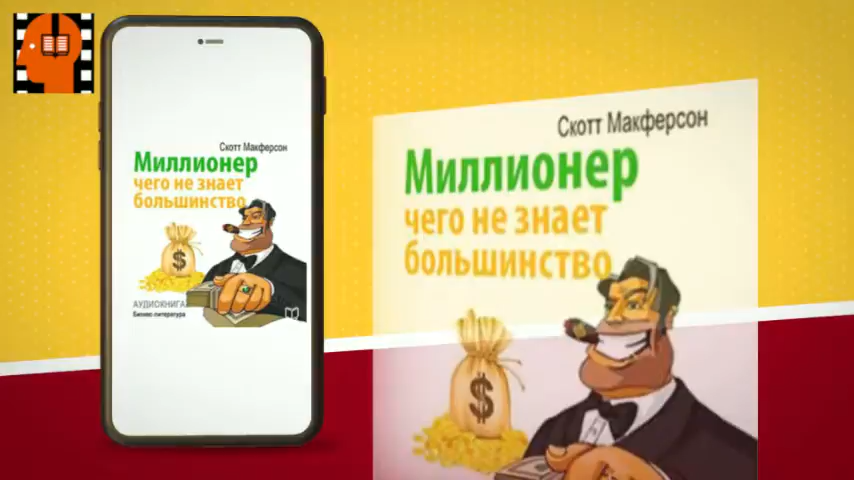 Скотт Макферсон
Миллионер
чего не знает
большинство
$
АУДИОКНИГА
Бизнес-литература
Скотт Макферсон
Миллионер
чего не знает
большинство
$